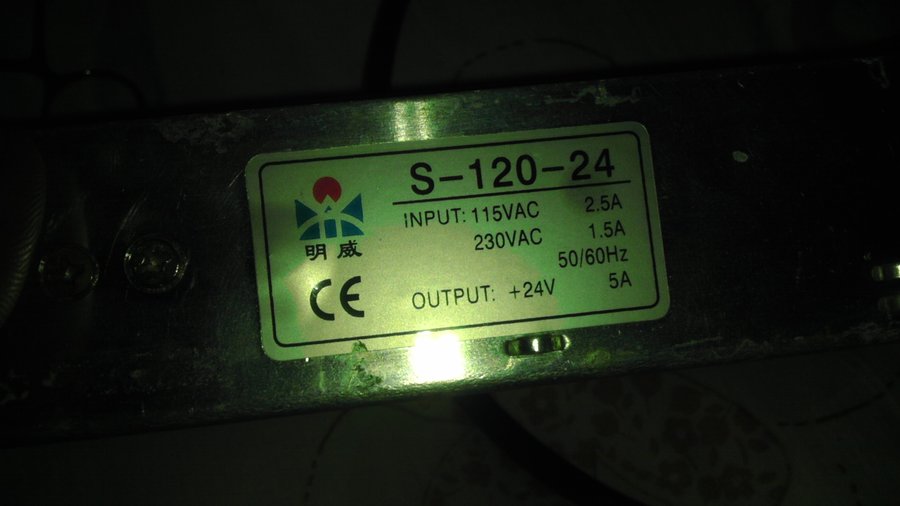 S-120-24
INPUT: 115VAC 2.5A
230VAC 1.5A
50/60Hz
OUTPUT: +24V 5A
明威
CE